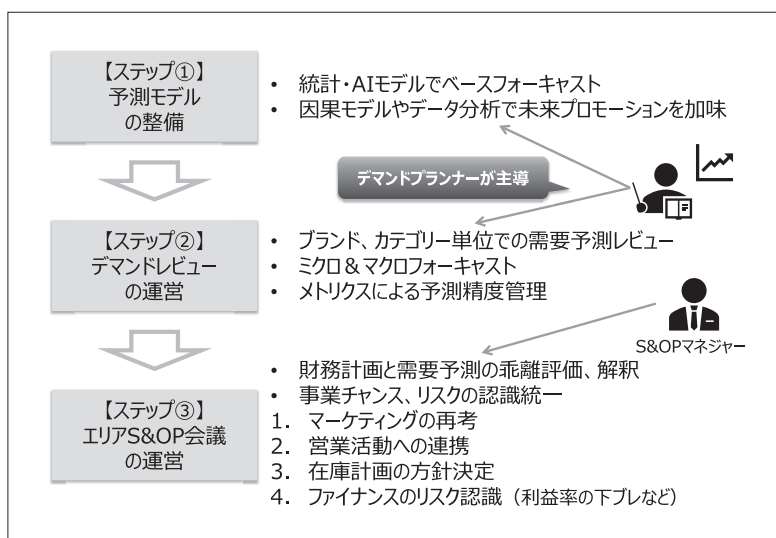 【ステップ①】
予測モデル
の整備
• 統計・AIモデルでベースフォーキャスト
• 因果モデルやデータ分析で未来プロモーションを加味
デマンドプランナーが主導
【ステップ②】
デマンドレビュー
の運営
• ブランド、カテゴリー単位での需要予測レビュー
• ミクロ＆マクロフォーキャスト
• メトリクスによる予測精度管理
S&OPマネジャー
【ステップ③】
エリアS&OP会議
の運営
• 財務計画と需要予測の乖離評価、解釈
• 事業チャンス、リスクの認識統一
1. マーケティングの再考
2. 営業活動への連携
3. 在庫計画の方針決定
4. ファイナンスのリスク認識（利益率の下ブレなど）